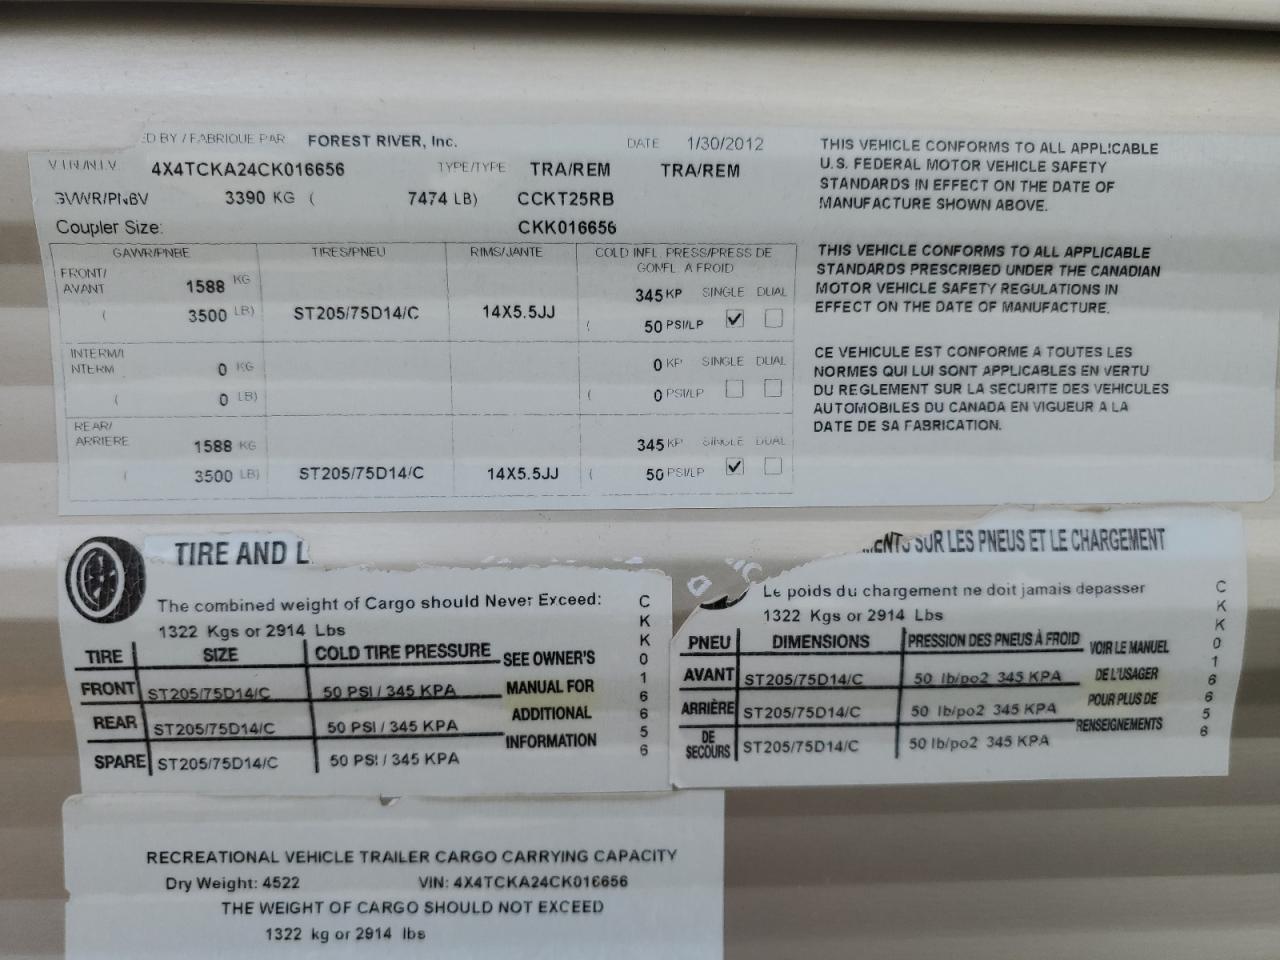 ED BY / FABRIQUE PAR FOREST RIVER, Inc. DATE 1/30/2012
V.I.N./N.I.V. 4X4TCKA24CK016656 TYPE/TYPE TRA/REM TRA/REM
GVWR/PNBV 3390 KG ( 7474 LB) CCKT25RB
Coupler Size: CKK016656
GAWR/PNBE TIRES/PNEU RIMS/JANTE COLD INFL. PRESS/PRESS DE
GONFL. A FROID
FRONT/
AVANT 1588 KG 345 KP SINGLE DUAL
( 3500 LB) ST205/75D14/C 14X5.5JJ ( 50 PSI/LP
INTERM/I
NTERM 0 KG 0 KP SINGLE DUAL
( 0 LB) ( 0 PSI/LP
REAR/
ARRIERE 1588 KG 345 KP SINGLE DUAL
( 3500 LB) ST205/75D14/C 14X5.5JJ ( 50 PSI/LP
THIS VEHICLE CONFORMS TO ALL APPLICABLE
U.S. FEDERAL MOTOR VEHICLE SAFETY
STANDARDS IN EFFECT ON THE DATE OF
MANUFACTURE SHOWN ABOVE.
THIS VEHICLE CONFORMS TO ALL APPLICABLE
STANDARDS PRESCRIBED UNDER THE CANADIAN
MOTOR VEHICLE SAFETY REGULATIONS IN
EFFECT ON THE DATE OF MANUFACTURE.
CE VEHICULE EST CONFORME A TOUTES LES
NORMES QUI LUI SONT APPLICABLES EN VERTU
DU REGLEMENT SUR LA SECURITE DES VEHICULES
AUTOMOBILES DU CANADA EN VIGUEUR A LA
DATE DE SA FABRICATION.
TIRE AND L
The combined weight of Cargo should Never Exceed:
1322 Kgs or 2914 Lbs
TIRE SIZE COLD TIRE PRESSURE SEE OWNER'S
FRONT ST205/75D14/C 50 PSI / 345 KPA MANUAL FOR
REAR ST205/75D14/C 50 PSI / 345 KPA ADDITIONAL
SPARE ST205/75D14/C 50 PSI / 345 KPA INFORMATION
CKK016656
ENTS SUR LES PNEUS ET LE CHARGEMENT
Le poids du chargement ne doit jamais depasser
1322 Kgs or 2914 Lbs
PNEU DIMENSIONS PRESSION DES PNEUS À FROID VOIR LE MANUEL
AVANT ST205/75D14/C 50 lb/po2 345 KPA DE L'USAGER
ARRIÈRE ST205/75D14/C 50 lb/po2 345 KPA POUR PLUS DE
DE
SECOURS ST205/75D14/C 50 lb/po2 345 KPA RENSEIGNEMENTS
CKK016656
RECREATIONAL VEHICLE TRAILER CARGO CARRYING CAPACITY
Dry Weight: 4522 VIN: 4X4TCKA24CK016656
THE WEIGHT OF CARGO SHOULD NOT EXCEED
1322 kg or 2914 lbs